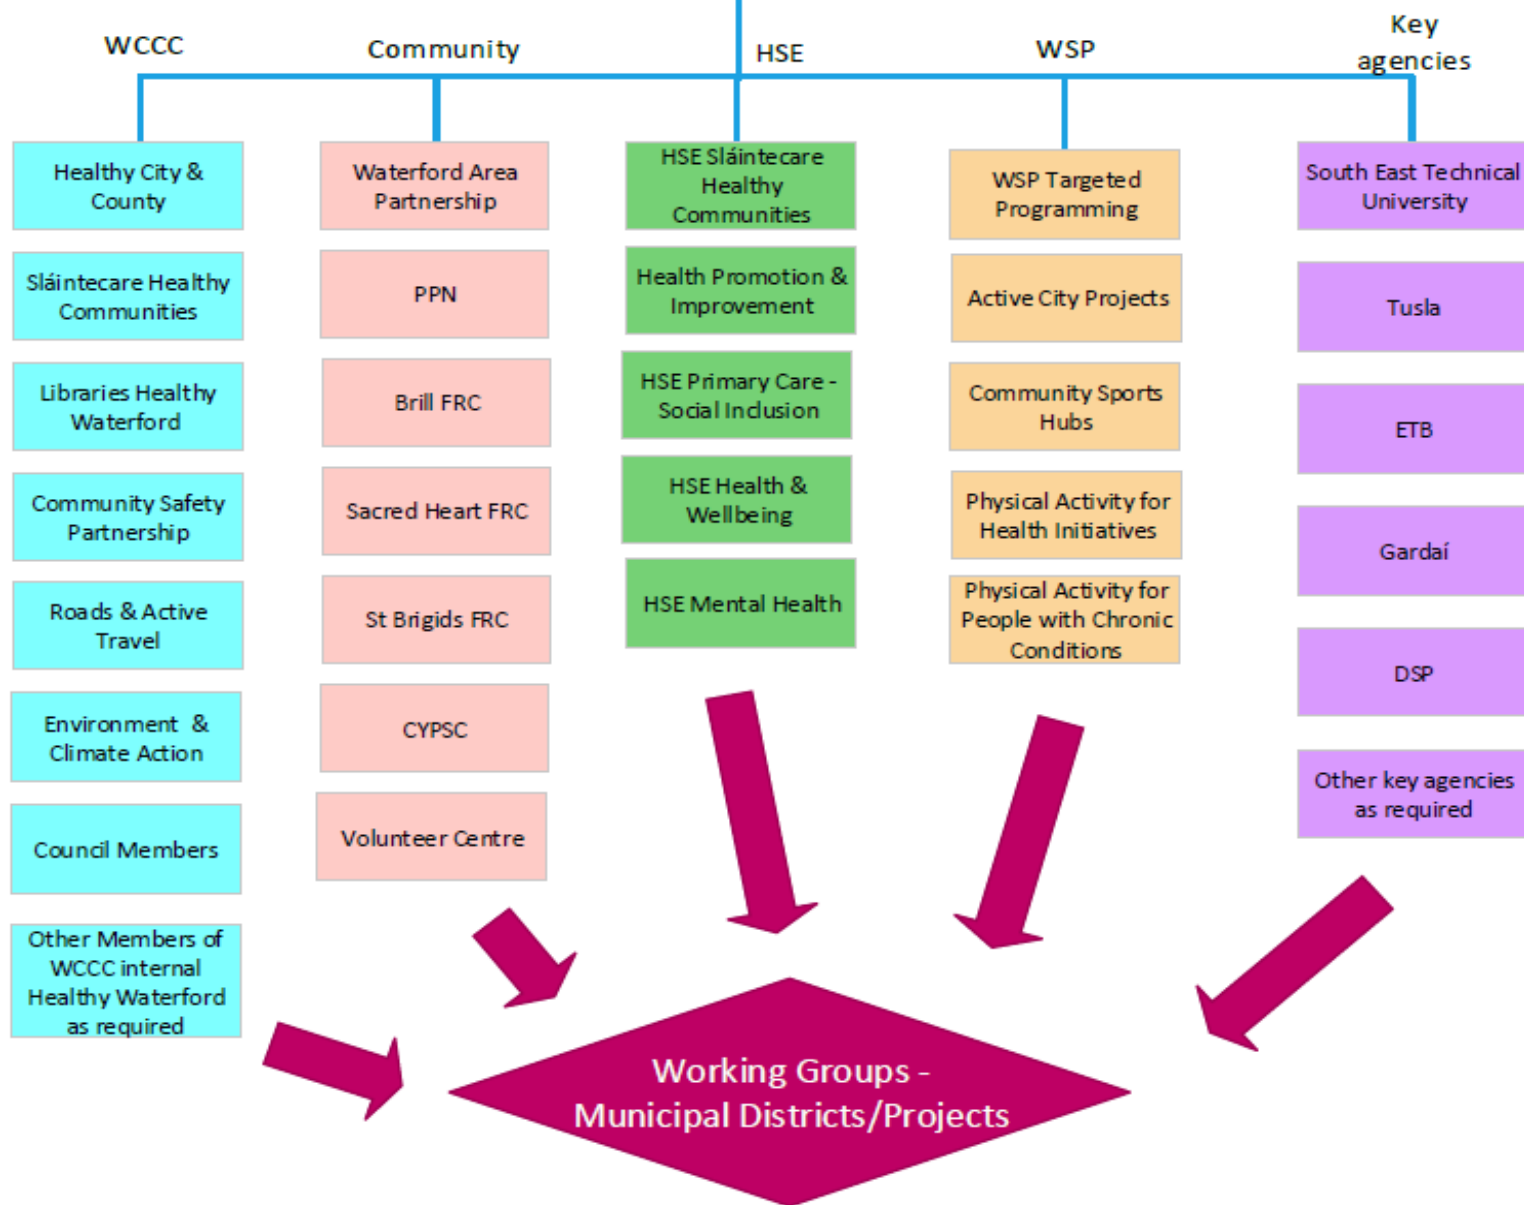 WCCC
Community
HSE
WSP
Key
agencies
Healthy City &
County
Sláintecare Healthy
Communities
Libraries Healthy
Waterford
Community Safety
Partnership
Roads & Active
Travel
Environment &
Climate Action
Council Members
Other Members of
WCCC internal
Healthy Waterford
as required
Waterford Area
Partnership
PPN
Brill FRC
Sacred Heart FRC
St Brigids FRC
CYPSC
Volunteer Centre
HSE Sláintecare
Healthy
Communities
Health Promotion &
Improvement
HSE Primary Care -
Social Inclusion
HSE Health &
Wellbeing
HSE Mental Health
WSP Targeted
Programming
Active City Projects
Community Sports
Hubs
Physical Activity for
Health Initiatives
Physical Activity for
People with Chronic
Conditions
South East Technical
University
Tusla
ETB
Gardaí
DSP
Other key agencies
as required
Working Groups -
Municipal Districts/Projects